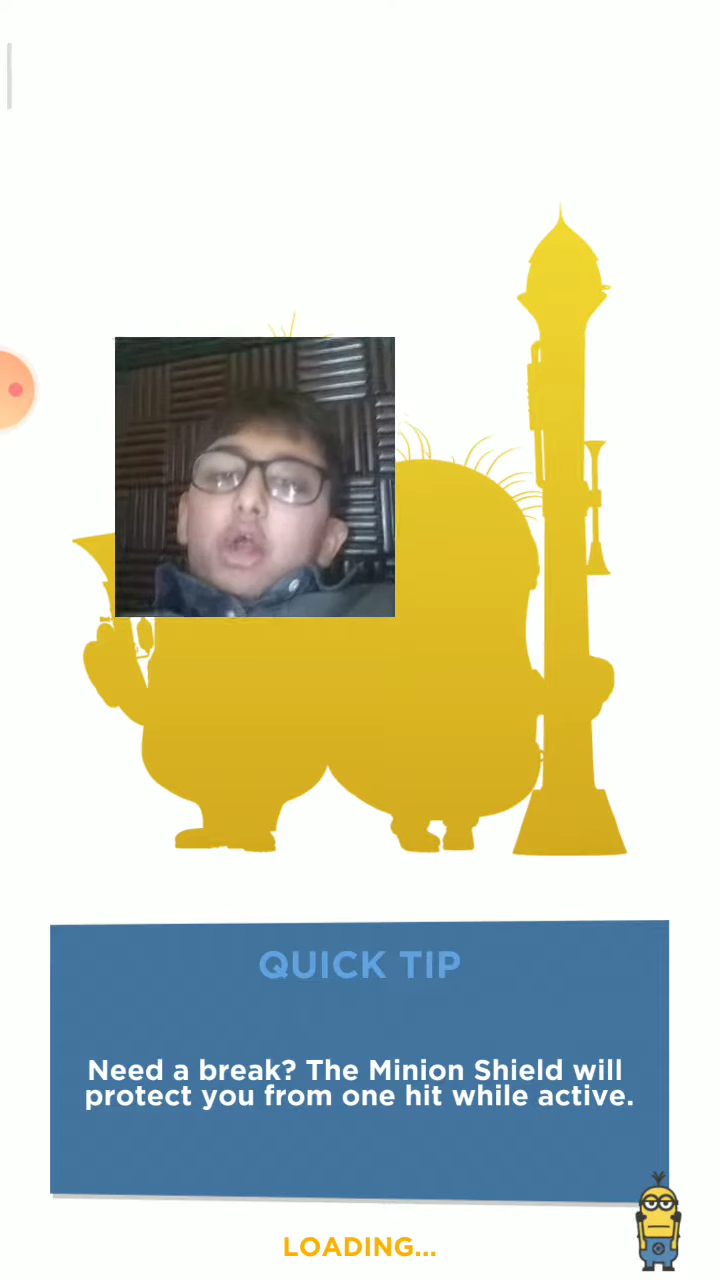 QUICK TIP
Need a break? The Minion Shield will
protect you from one hit while active.
LOADING...